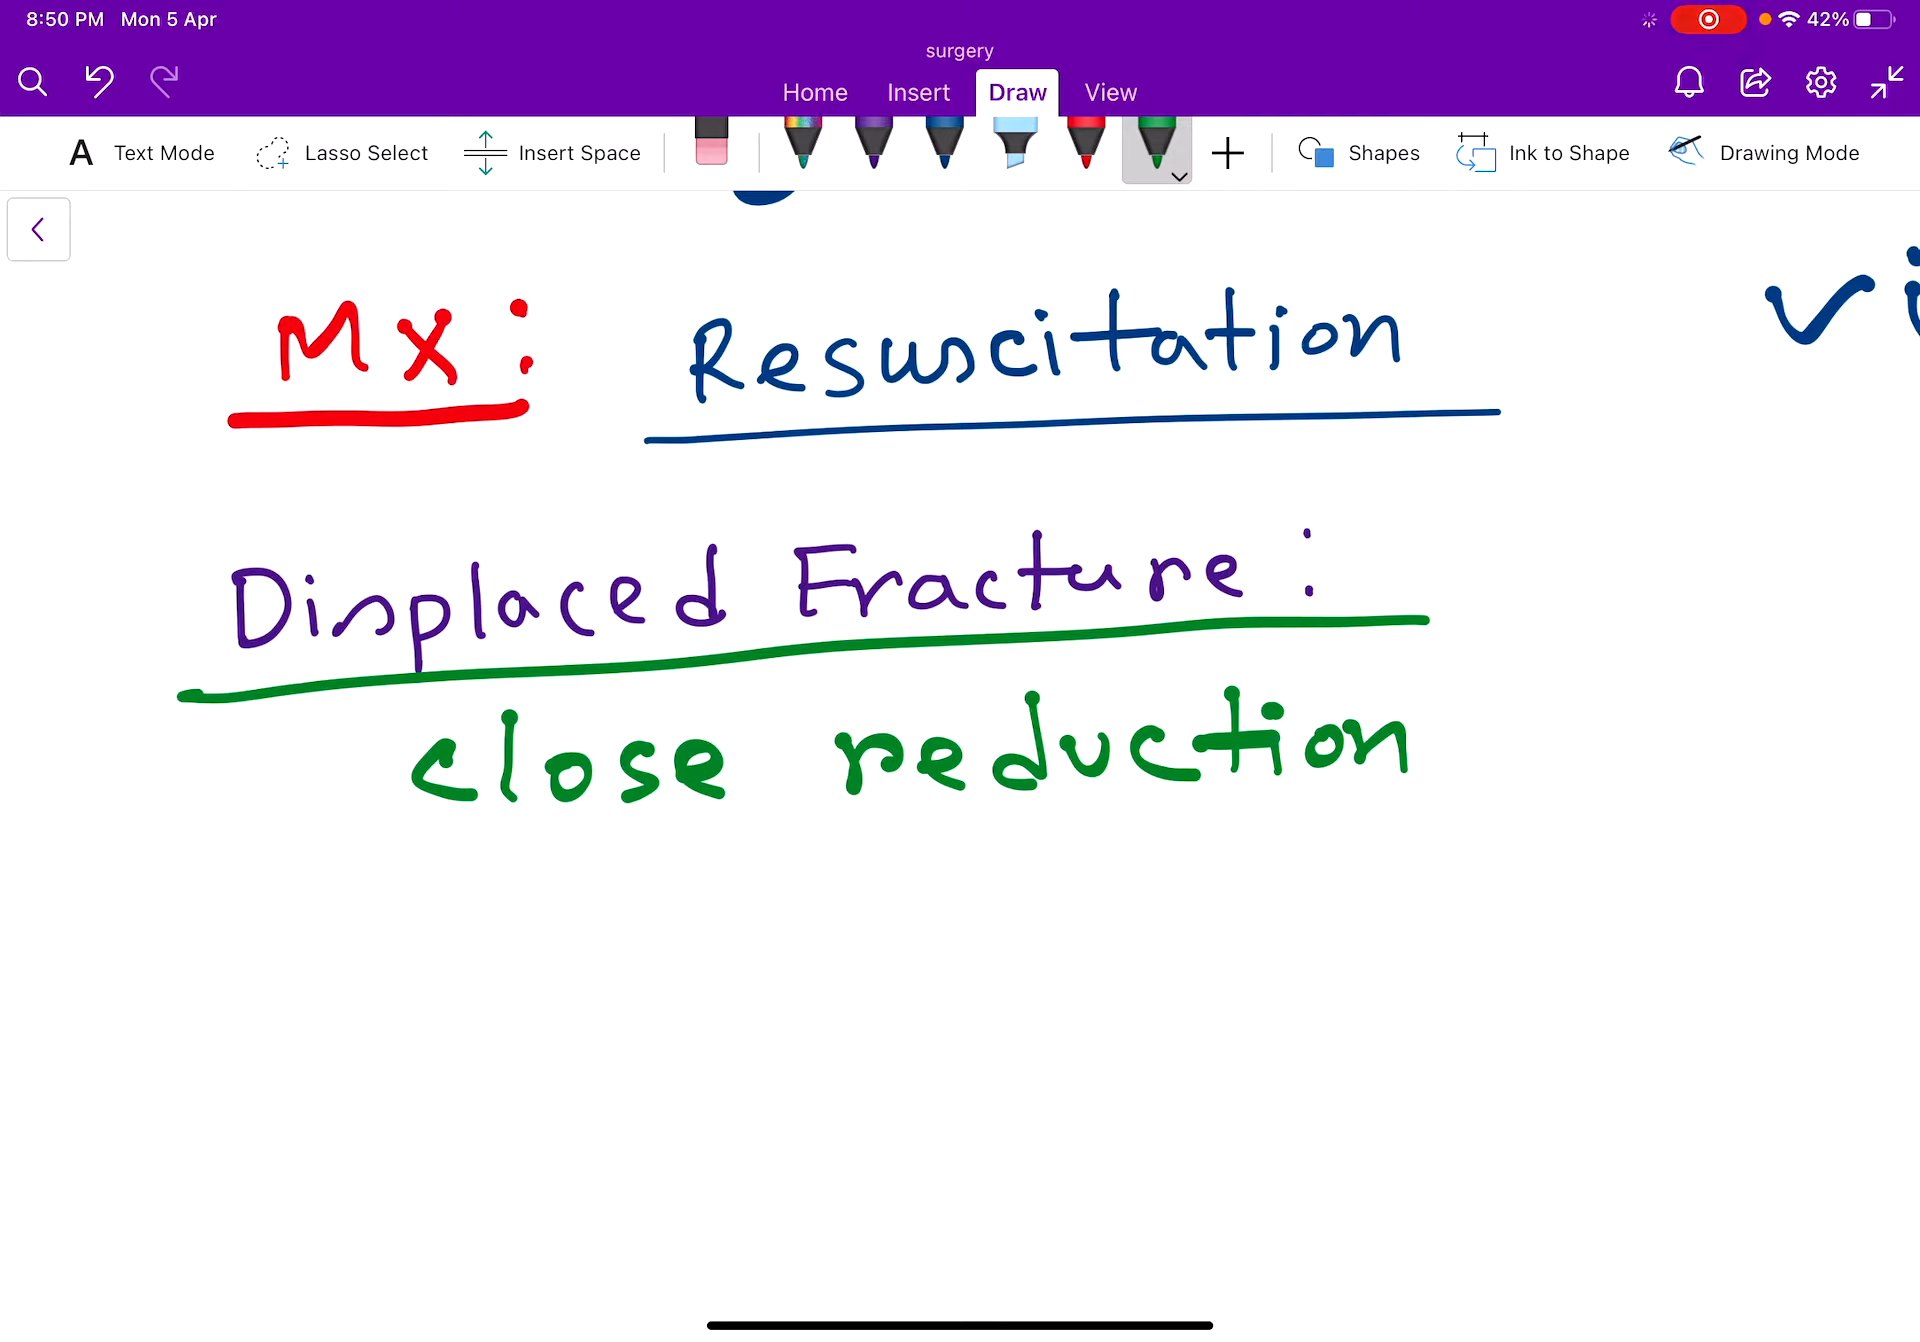 8:50 PM Mon 5 Apr 42%
surgery
Home Insert Draw View
A Text Mode Lasso Select Insert Space Shapes Ink to Shape Drawing Mode
Mx: Resuscitation vi
Displaced Fracture:
close reduction